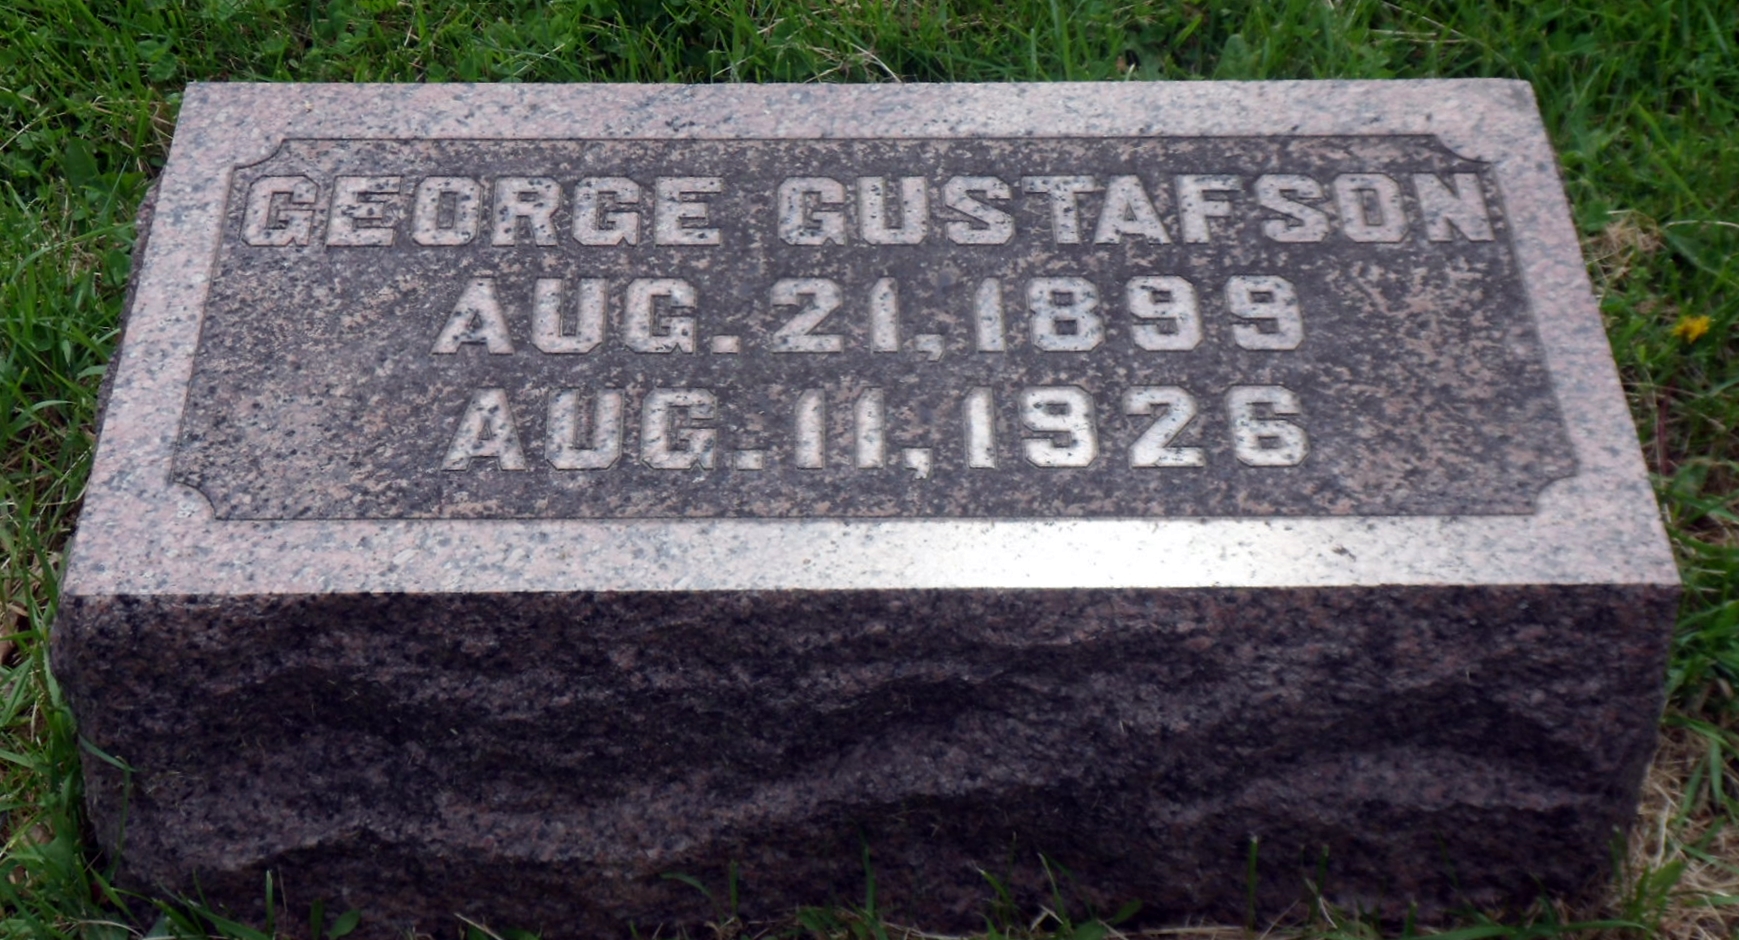 GEORGE GUSTAFSON
AUG. 21, 1899
AUG. 11, 1926